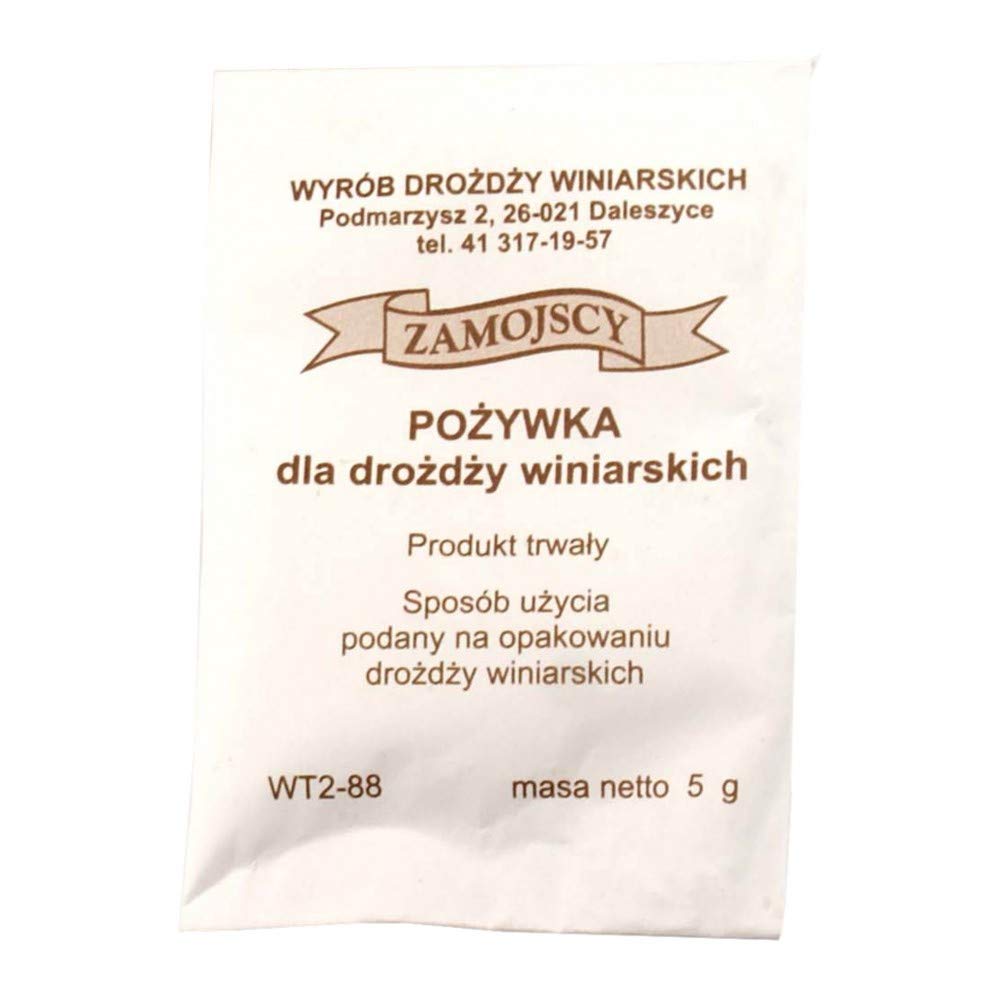 WYRÓB DROŻDŻY WINIARSKICH
Podmarzysz 2, 26-021 Daleszyce
tel. 41 317-19-57
ZAMOJSCY
POŻYWKA
dla drożdży winiarskich
Produkt trwały
Sposób użycia
podany na opakowaniu
drożdży winiarskich
WT2-88 masa netto 5 g